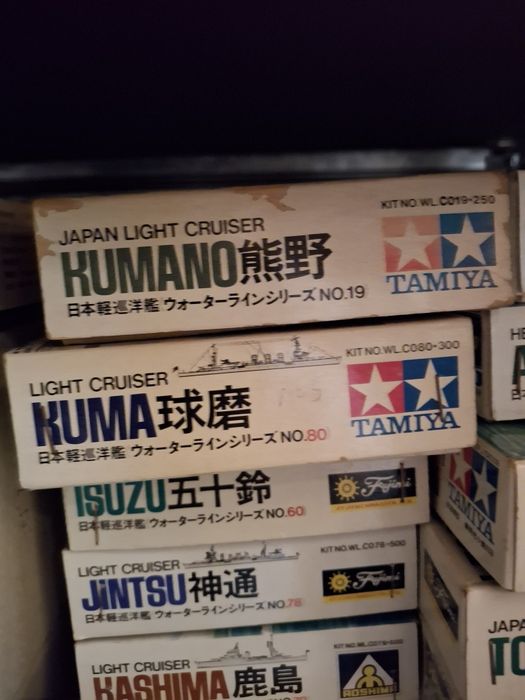 KIT NO.WL.C019-250
JAPAN LIGHT CRUISER
KUMANO熊野
日本軽巡洋艦 ウォーターラインシリーズ NO.19
TAMIYA
KIT NO.WL.C080-300
LIGHT CRUISER
KUMA球磨
日本軽巡洋艦 ウォーターラインシリーズ NO.80
TAMIYA
ISUZU五十鈴
日本軽巡洋艦 ウォーターラインシリーズ NO.60
Fujimi
KIT NO.WL.C078-500
LIGHT CRUISER
JINTSU神通
日本軽巡洋艦 ウォーターラインシリーズ NO.78
Fujimi
LIGHT CRUISER
KASHIMA鹿島
AOSHIMA
TAMIYA